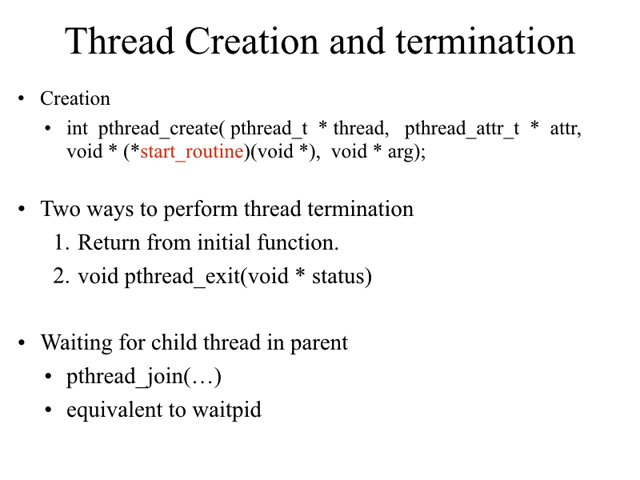 Thread Creation and termination
• Creation
• int pthread_create( pthread_t * thread, pthread_attr_t * attr,
void * (*start_routine)(void *), void * arg);
• Two ways to perform thread termination
1. Return from initial function.
2. void pthread_exit(void * status)
• Waiting for child thread in parent
• pthread_join(…)
• equivalent to waitpid